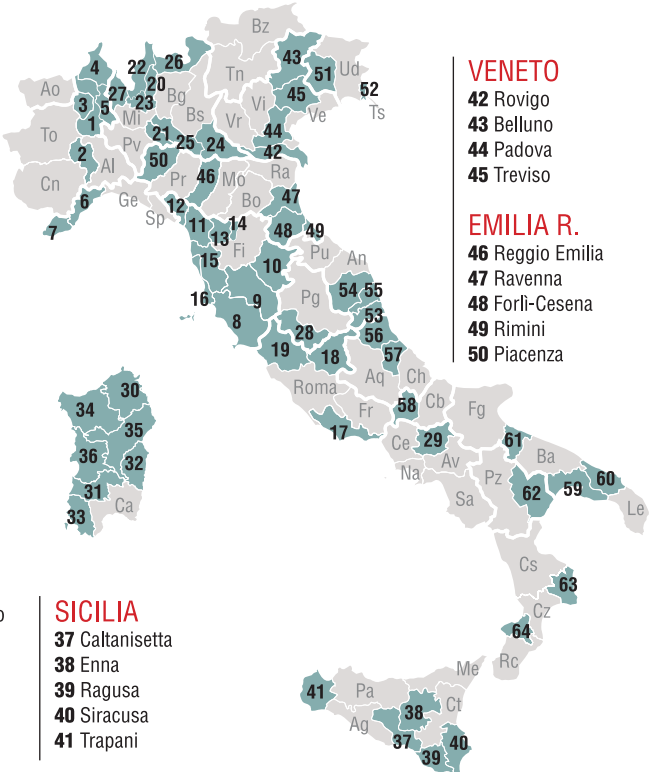 Bz
43
26
4
22
Ud
Tn
51
20
52
Ao
27
Bg
45
3
5
23
Vi
Ts
Mi
Bs
Ve
1
Vr
To
21
44
Pv
25
24
42
2
50
Al
Ra
Cn
Pr
46
Mo
47
6
Ge
Bo
12
Sp
14
48
49
7
11
13
Pu
Fi
An
15
10
54
55
16
9
Pg
53
8
28
56
19
18
57
Aq
Ch
Roma
Cb
Fr
58
Fg
17
Ce
29
61
Ba
Na
Av
Pz
60
Sa
62
59
Le
30
34
35
36
32
31
Ca
33
Cs
63
Cz
64
Rc
Me
41
Pa
38
Ct
Ag
37
39
40
VENETO
42 Rovigo
43 Belluno
44 Padova
45 Treviso
EMILIA R.
46 Reggio Emilia
47 Ravenna
48 Forlì-Cesena
49 Rimini
50 Piacenza
o
SICILIA
37 Caltanisetta
38 Enna
39 Ragusa
40 Siracusa
41 Trapani